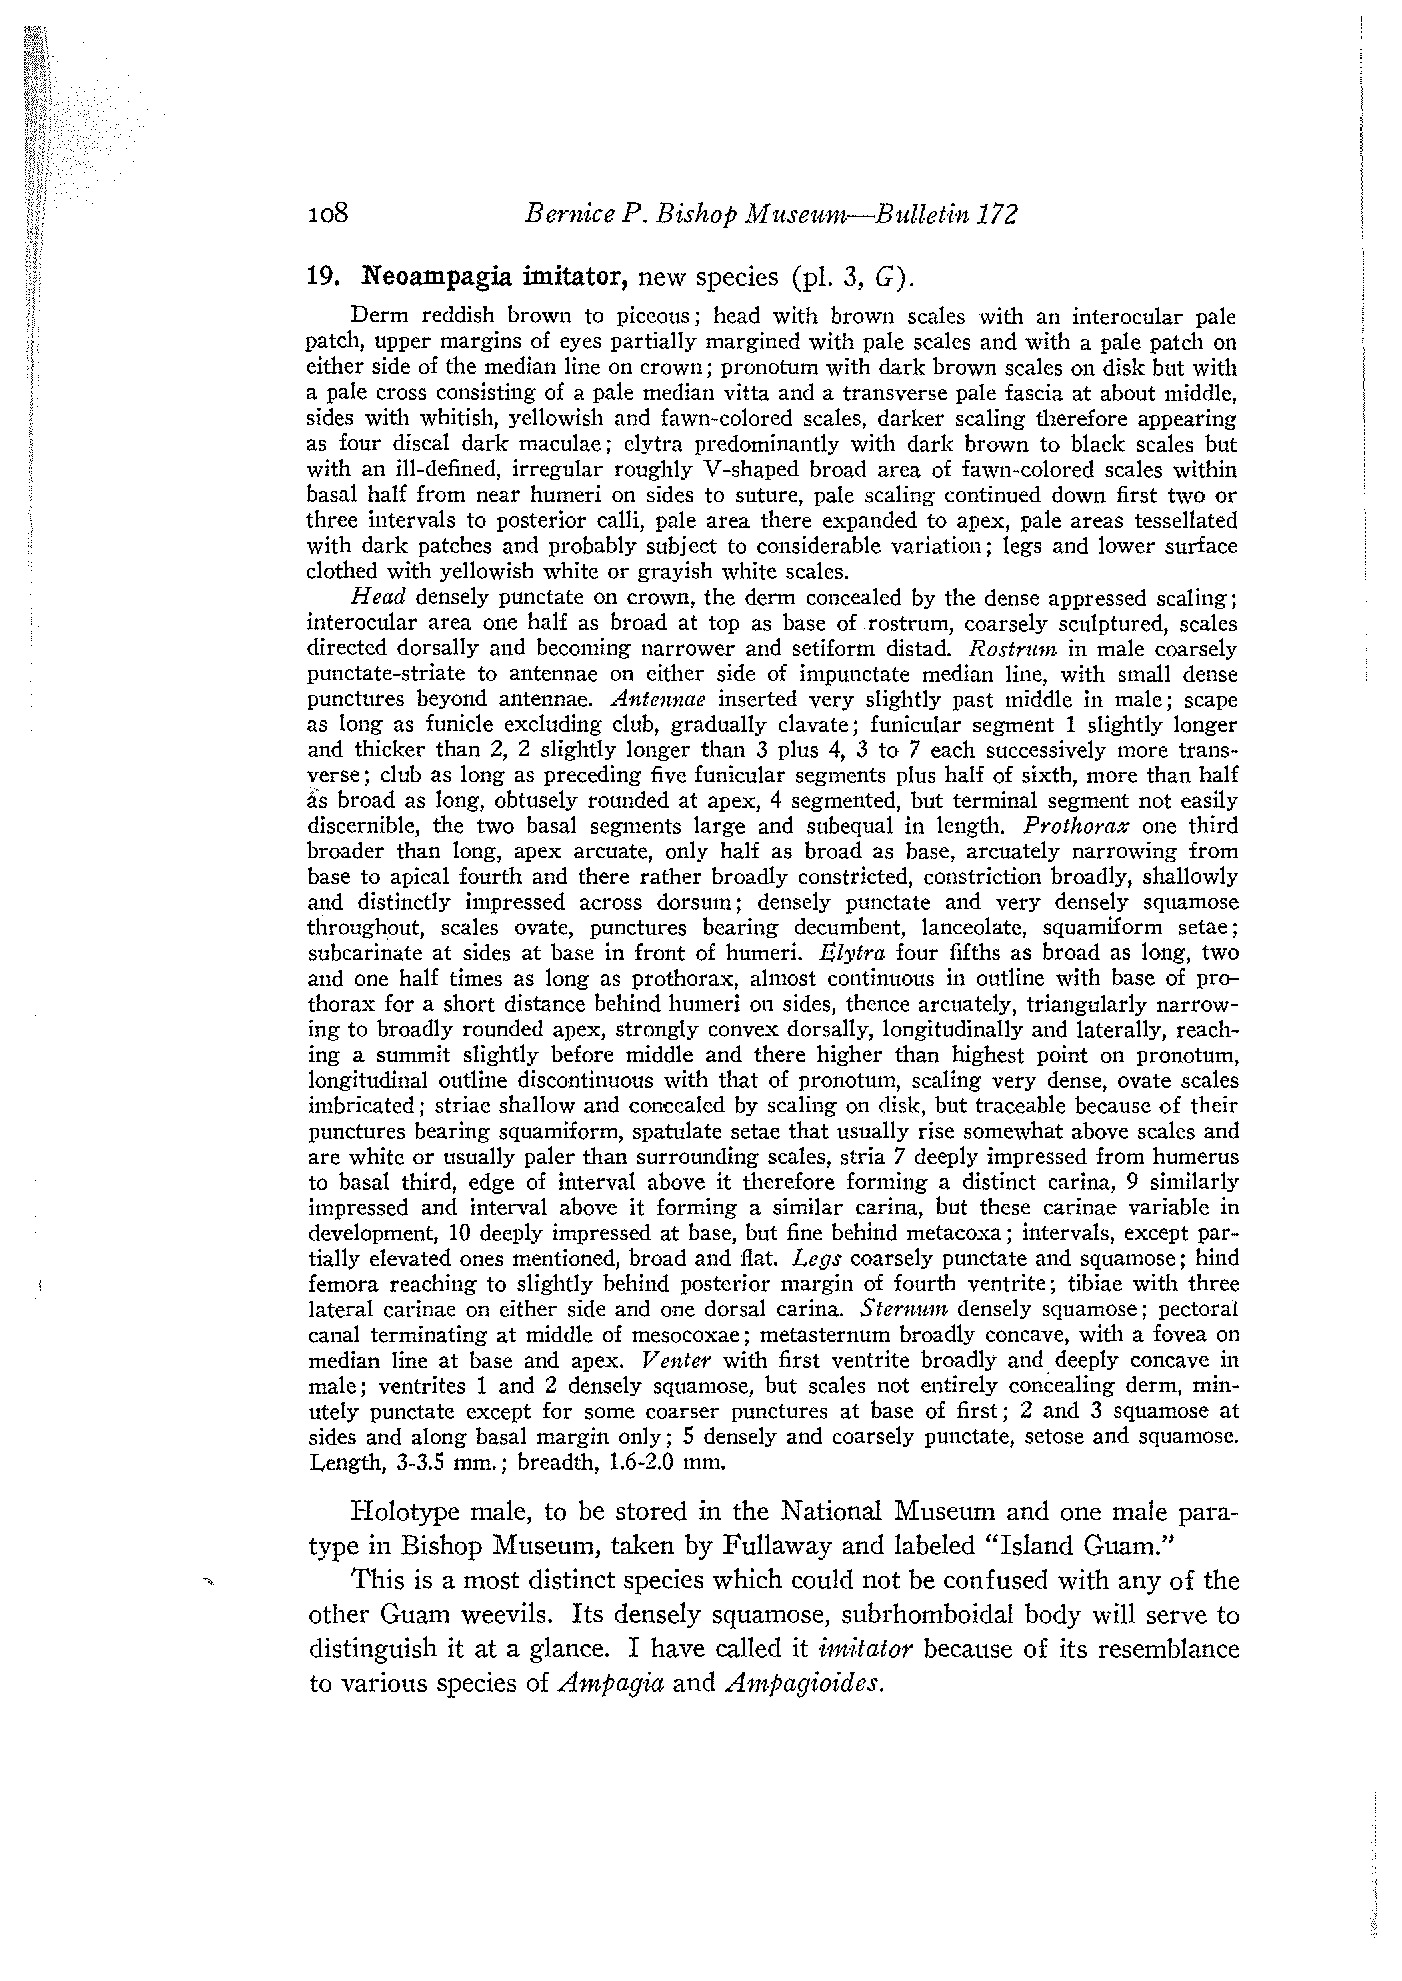 108 Bernice P. Bishop Museum—Bulletin 172
19. Neoampagia imitator, new species (pl. 3, G).
Derm reddish brown to piceous; head with brown scales with an interocular pale
patch, upper margins of eyes partially margined with pale scales and with a pale patch on
either side of the median line on crown; pronotum with dark brown scales on disk but with
a pale cross consisting of a pale median vitta and a transverse pale fascia at about middle,
sides with whitish, yellowish and fawn-colored scales, darker scaling therefore appearing
as four discal dark maculae; elytra predominantly with dark brown to black scales but
with an ill-defined, irregular roughly V-shaped broad area of fawn-colored scales within
basal half from near humeri on sides to suture, pale scaling continued down first two or
three intervals to posterior calli, pale area there expanded to apex, pale areas tessellated
with dark patches and probably subject to considerable variation; legs and lower surface
clothed with yellowish white or grayish white scales.
Head densely punctate on crown, the derm concealed by the dense appressed scaling;
interocular area one half as broad at top as base of rostrum, coarsely sculptured, scales
directed dorsally and becoming narrower and setiform distad. Rostrum in male coarsely
punctate-striate to antennae on either side of impunctate median line, with small dense
punctures beyond antennae. Antennae inserted very slightly past middle in male; scape
as long as funicle excluding club, gradually clavate; funicular segment 1 slightly longer
and thicker than 2, 2 slightly longer than 3 plus 4, 3 to 7 each successively more trans-
verse; club as long as preceding five funicular segments plus half of sixth, more than half
as broad as long, obtusely rounded at apex, 4 segmented, but terminal segment not easily
discernible, the two basal segments large and subequal in length. Prothorax one third
broader than long, apex arcuate, only half as broad as base, arcuately narrowing from
base to apical fourth and there rather broadly constricted, constriction broadly, shallowly
and distinctly impressed across dorsum; densely punctate and very densely squamose
throughout, scales ovate, punctures bearing decumbent, lanceolate, squamiform setae;
subcarinate at sides at base in front of humeri. Elytra four fifths as broad as long, two
and one half times as long as prothorax, almost continuous in outline with base of pro-
thorax for a short distance behind humeri on sides, thence arcuately, triangularly narrow-
ing to broadly rounded apex, strongly convex dorsally, longitudinally and laterally, reach-
ing a summit slightly before middle and there higher than highest point on pronotum,
longitudinal outline discontinuous with that of pronotum, scaling very dense, ovate scales
imbricated; striae shallow and concealed by scaling on disk, but traceable because of their
punctures bearing squamiform, spatulate setae that usually rise somewhat above scales and
are white or usually paler than surrounding scales, stria 7 deeply impressed from humerus
to basal third, edge of interval above it therefore forming a distinct carina, 9 similarly
impressed and interval above it forming a similar carina, but these carinae variable in
development, 10 deeply impressed at base, but fine behind metacoxa; intervals, except par-
tially elevated ones mentioned, broad and flat. Legs coarsely punctate and squamose; hind
femora reaching to slightly behind posterior margin of fourth ventrite; tibiae with three
lateral carinae on either side and one dorsal carina. Sternum densely squamose; pectoral
canal terminating at middle of mesocoxae; metasternum broadly concave, with a fovea on
median line at base and apex. Venter with first ventrite broadly and deeply concave in
male; ventrites 1 and 2 densely squamose, but scales not entirely concealing derm, min-
utely punctate except for some coarser punctures at base of first; 2 and 3 squamose at
sides and along basal margin only; 5 densely and coarsely punctate, setose and squamose.
Length, 3-3.5 mm.; breadth, 1.6-2.0 mm.
Holotype male, to be stored in the National Museum and one male para-
type in Bishop Museum, taken by Fullaway and labeled “Island Guam.”
This is a most distinct species which could not be confused with any of the
other Guam weevils. Its densely squamose, subrhomboidal body will serve to
distinguish it at a glance. I have called it imitator because of its resemblance
to various species of Ampagia and Ampagioides.